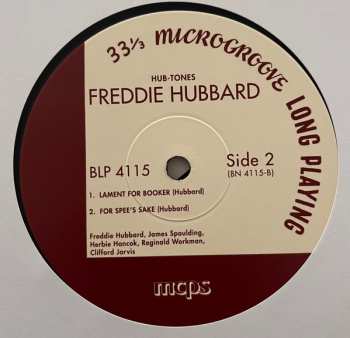 33⅓ MICROGROOVE LONG PLAYING
HUB-TONES
FREDDIE HUBBARD
BLP 4115
Side 2
(BN 4115-B)
1. LAMENT FOR BOOKER (Hubbard)
2. FOR SPEE'S SAKE (Hubbard)
Freddie Hubbard, James Spaulding,
Herbie Hancok, Reginald Workman,
Clifford Jarvis
mcps